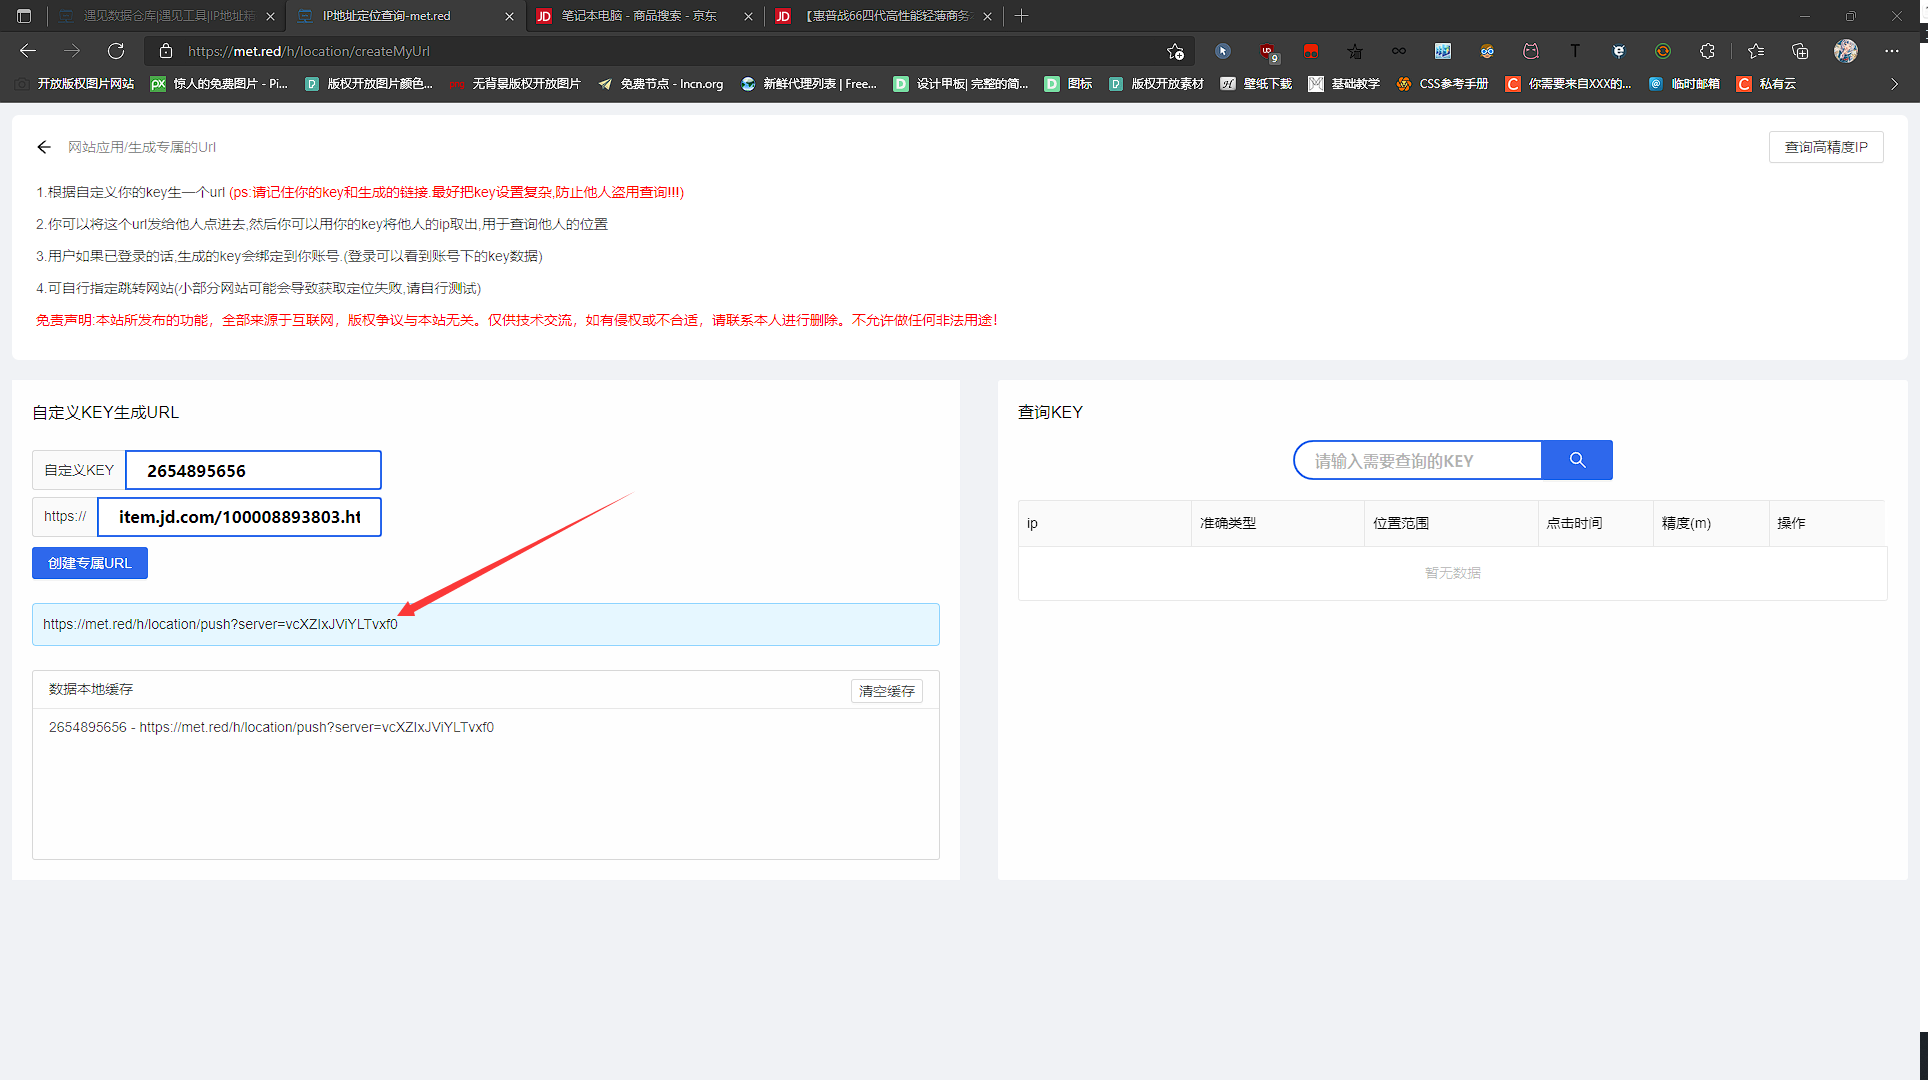 遇见数据仓库|遇见工具|IP地址精
IP地址定位查询-met.red
JD 笔记本电脑 - 商品搜索 - 京东
JD 【惠普战66四代高性能轻薄商务
https://met.red/h/location/createMyUrl
开放版权图片网站
px 惊人的免费图片 - Pi...
版权开放图片颜色...
无背景版权开放图片
免费节点 - lncn.org
新鲜代理列表 | Free...
D 设计甲板| 完整的简...
D 图标
版权开放素材
壁纸下载
基础教学
CSS参考手册
C 你需要来自XXX的...
临时邮箱
C 私有云
网站应用/生成专属的Url
查询高精度IP
1.根据自定义你的key生一个url (ps:请记住你的key和生成的链接.最好把key设置复杂,防止他人盗用查询!!!)
2.你可以将这个url发给他人点进去,然后你可以用你的key将他人的ip取出,用于查询他人的位置
3.用户如果已登录的话,生成的key会绑定到你账号.(登录可以看到账号下的key数据)
4.可自行指定跳转网站(小部分网站可能会导致获取定位失败,请自行测试)
免责声明:本站所发布的功能，全部来源于互联网，版权争议与本站无关。仅供技术交流，如有侵权或不合适，请联系本人进行删除。不允许做任何非法用途！
自定义KEY生成URL
自定义KEY 2654895656
https:// item.jd.com/100008893803.ht
创建专属URL
https://met.red/h/location/push?server=vcXZIxJViYLTvxf0
数据本地缓存
清空缓存
2654895656 - https://met.red/h/location/push?server=vcXZIxJViYLTvxf0
查询KEY
请输入需要查询的KEY
ip 准确类型 位置范围 点击时间 精度(m) 操作
暂无数据